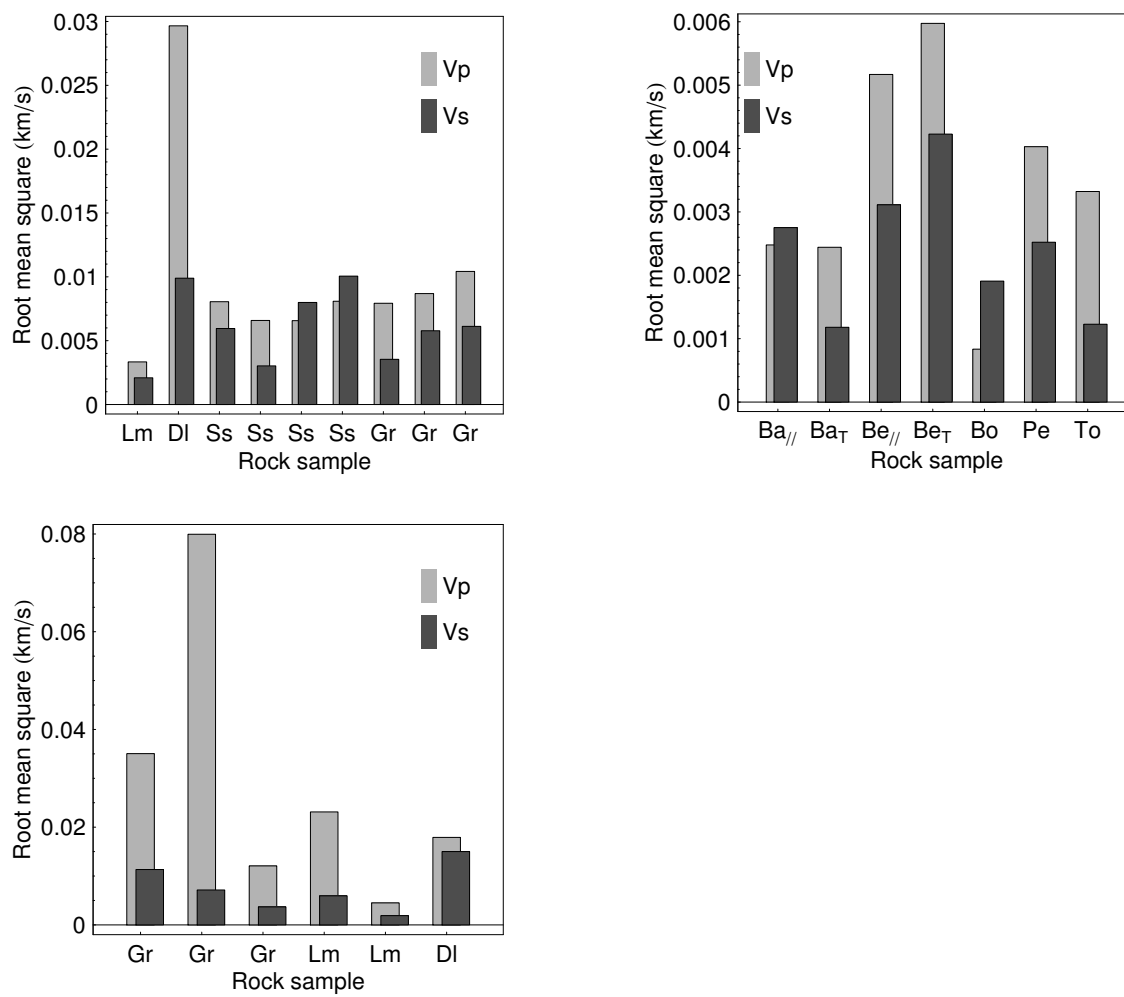 Root mean square (km/s)
0.03
0.025
0.02
0.015
0.010
0.005
0
Vp
Vs
Lm Dl Ss Ss Ss Ss Gr Gr Gr
Rock sample
Root mean square (km/s)
0.006
0.005
0.004
0.003
0.002
0.001
0
Vp
Vs
Ba// BaT Be// BeT Bo Pe To
Rock sample
Root mean square (km/s)
0.08
0.06
0.04
0.02
0
Vp
Vs
Gr Gr Gr Lm Lm Dl
Rock sample